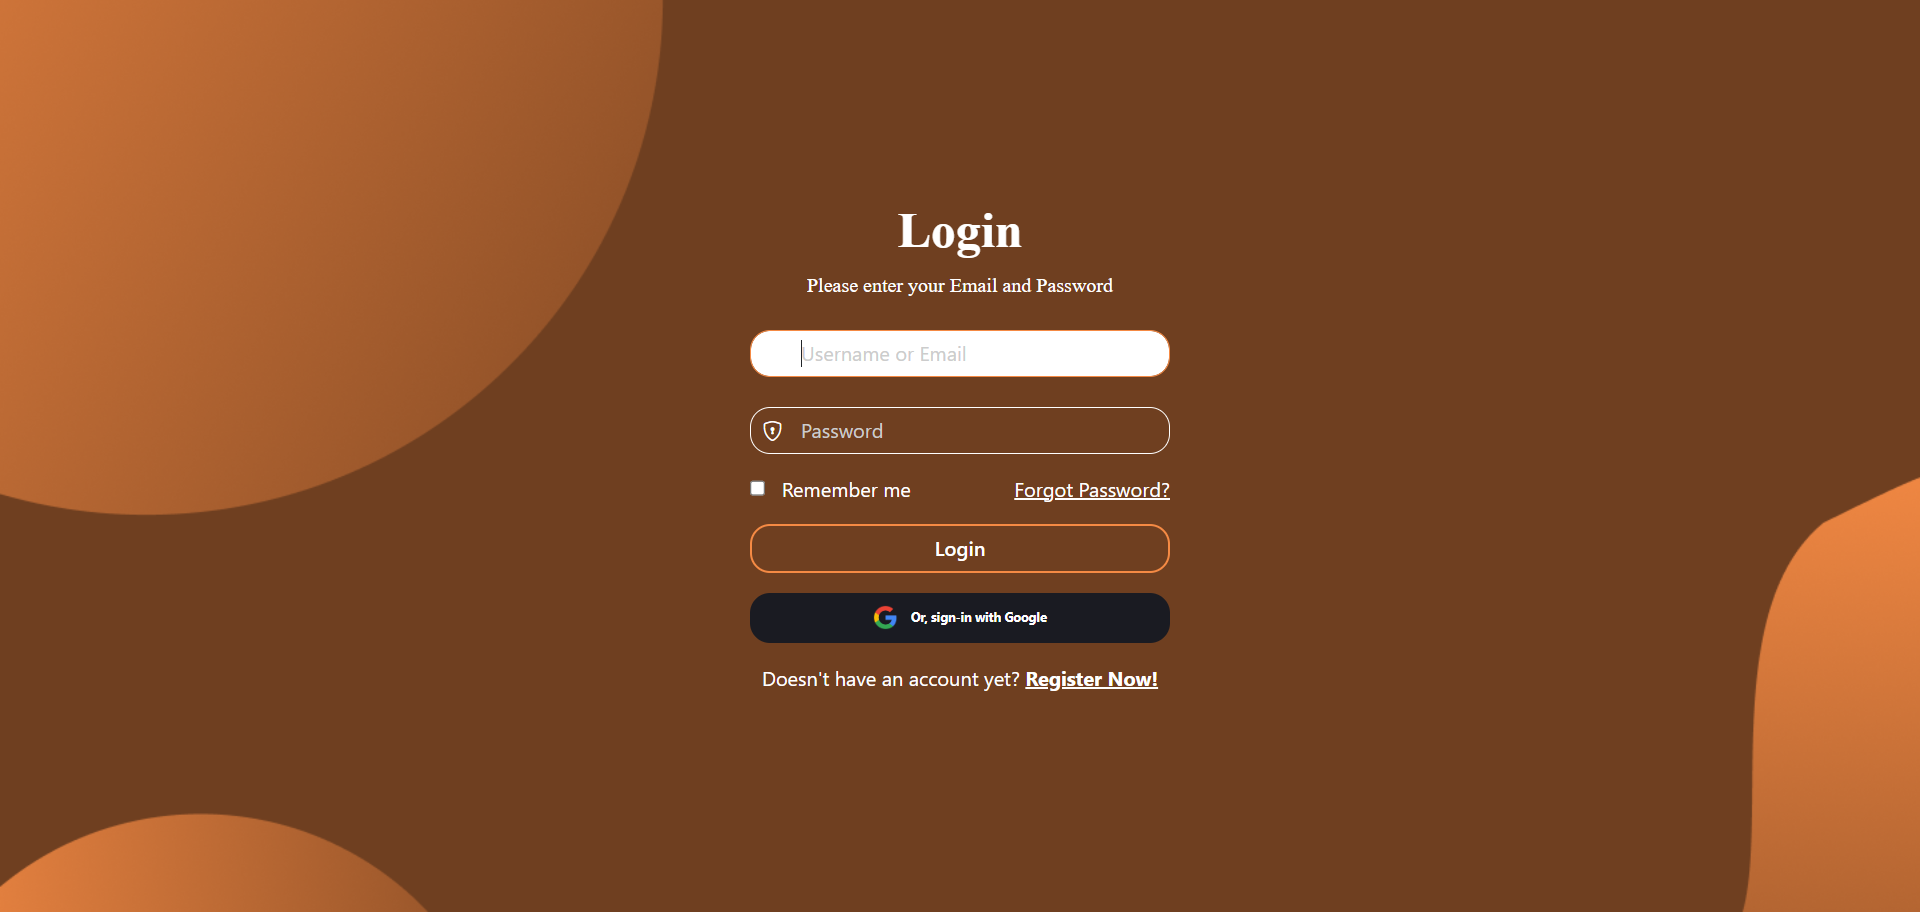 Login
Please enter your Email and Password
Username or Email
Password
Remember me
Forgot Password?
Login
Or, sign-in with Google
Doesn't have an account yet? Register Now!